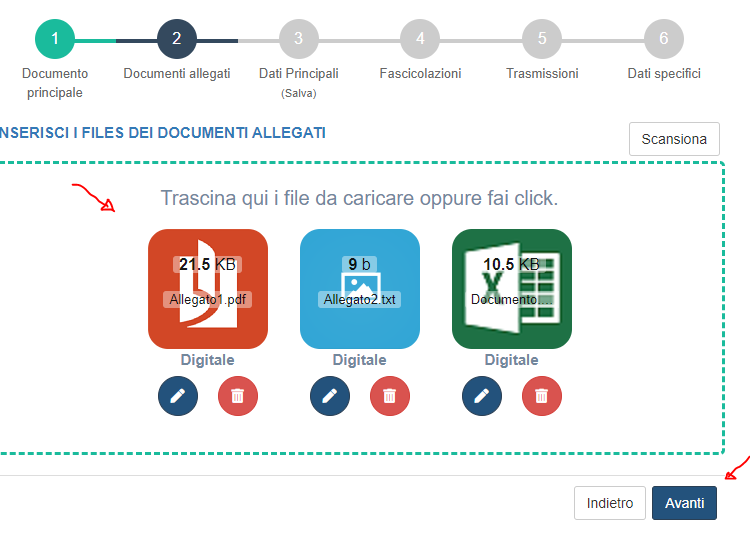 1 2 3 4 5 6
Documento principale Documenti allegati Dati Principali (Salva) Fascicolazioni Trasmissioni Dati specifici
NSERISCI I FILES DEI DOCUMENTI ALLEGATI
Scansiona
Trascina qui i file da caricare oppure fai click.
21.5 KB 9 b 10.5 KB
Allegato1.pdf Allegato2.txt Documento....
Digitale Digitale Digitale
Indietro Avanti